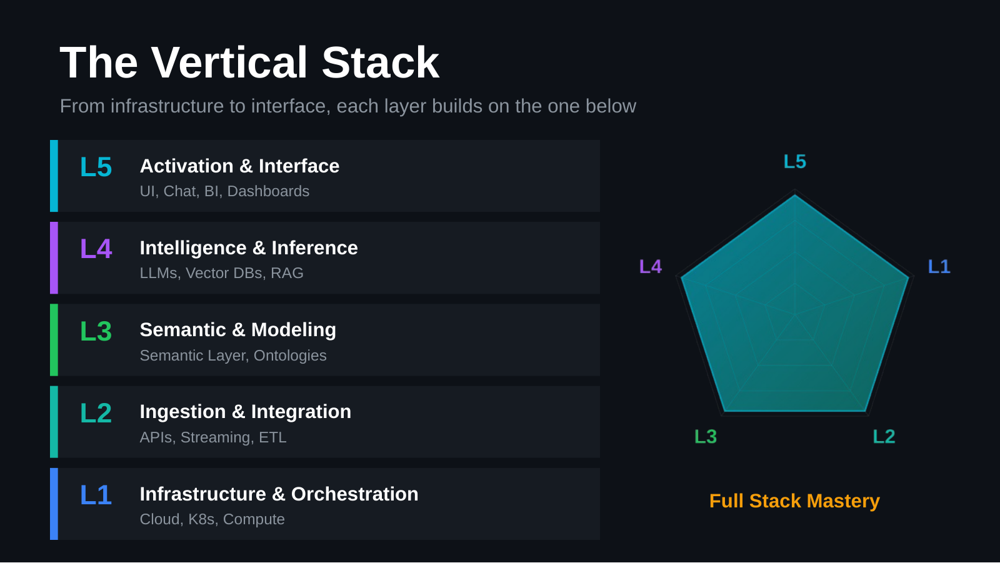 The Vertical Stack
From infrastructure to interface, each layer builds on the one below
L5
Activation & Interface
UI, Chat, BI, Dashboards
L4
Intelligence & Inference
LLMs, Vector DBs, RAG
L3
Semantic & Modeling
Semantic Layer, Ontologies
L2
Ingestion & Integration
APIs, Streaming, ETL
L1
Infrastructure & Orchestration
Cloud, K8s, Compute
L5
L4
L1
L3
L2
Full Stack Mastery